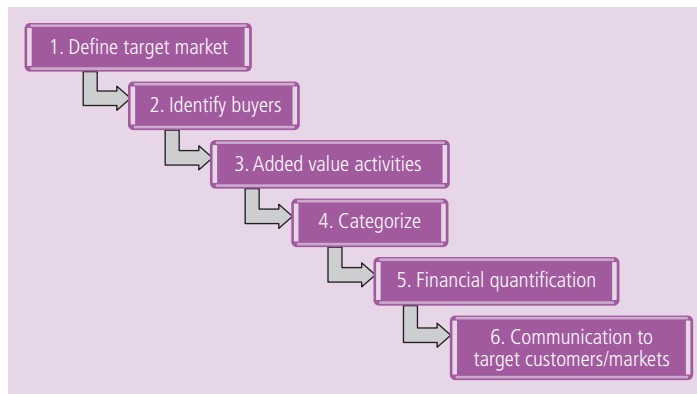 1. Define target market
2. Identify buyers
3. Added value activities
4. Categorize
5. Financial quantification
6. Communication to
target customers/markets